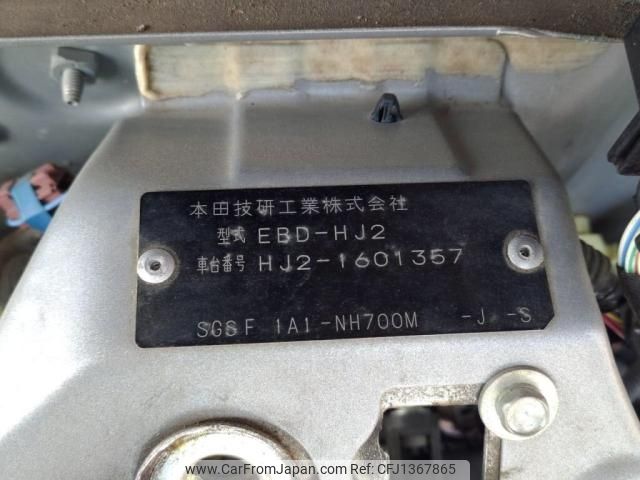 本田技研工業株式会社
型式 EBD-HJ2
車台番号 HJ2-1601357
SGSF 1A1-NH700M -J -S
www.CarFromJapan.com - CFJ1367865